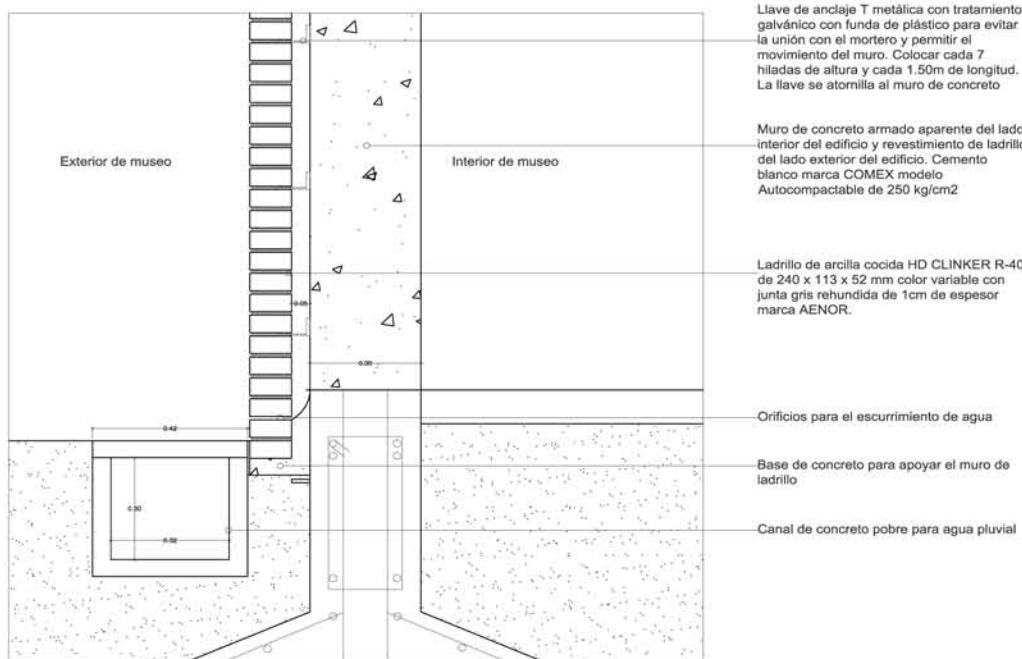 Llave de anclaje T metálica con tratamiento
galvánico con funda de plástico para evitar
la unión con el mortero y permitir el
movimiento del muro. Colocar cada 7
hiladas de altura y cada 1.50m de longitud.
La llave se atornilla al muro de concreto
Muro de concreto armado aparente del lado
interior del edificio y revestimiento de ladrillo
del lado exterior del edificio. Cemento
blanco marca COMEX modelo
Autocompactable de 250 kg/cm2
Exterior de museo
Interior de museo
Ladrillo de arcilla cocida HD CLINKER R-40
de 240 x 113 x 52 mm color variable con
junta gris rehundida de 1cm de espesor
marca AENOR.
0.05
0.30
Orificios para el escurrimiento de agua
0.42
Base de concreto para apoyar el muro de
ladrillo
0.30
0.32
Canal de concreto pobre para agua pluvial